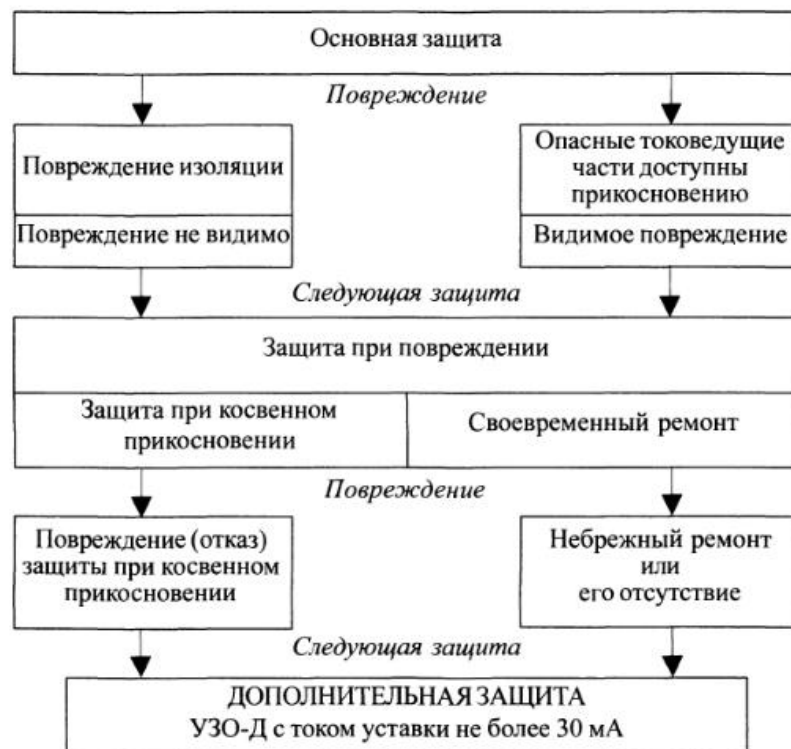 Основная защита
Повреждение
Повреждение изоляции
Опасные токоведущие
части доступны
прикосновению
Повреждение не видимо
Видимое повреждение
Следующая защита
Защита при повреждении
Защита при косвенном
прикосновении
Своевременный ремонт
Повреждение
Повреждение (отказ)
защиты при косвенном
прикосновении
Небрежный ремонт
или
его отсутствие
Следующая защита
ДОПОЛНИТЕЛЬНАЯ ЗАЩИТА
УЗО-Д с током уставки не более 30 мА